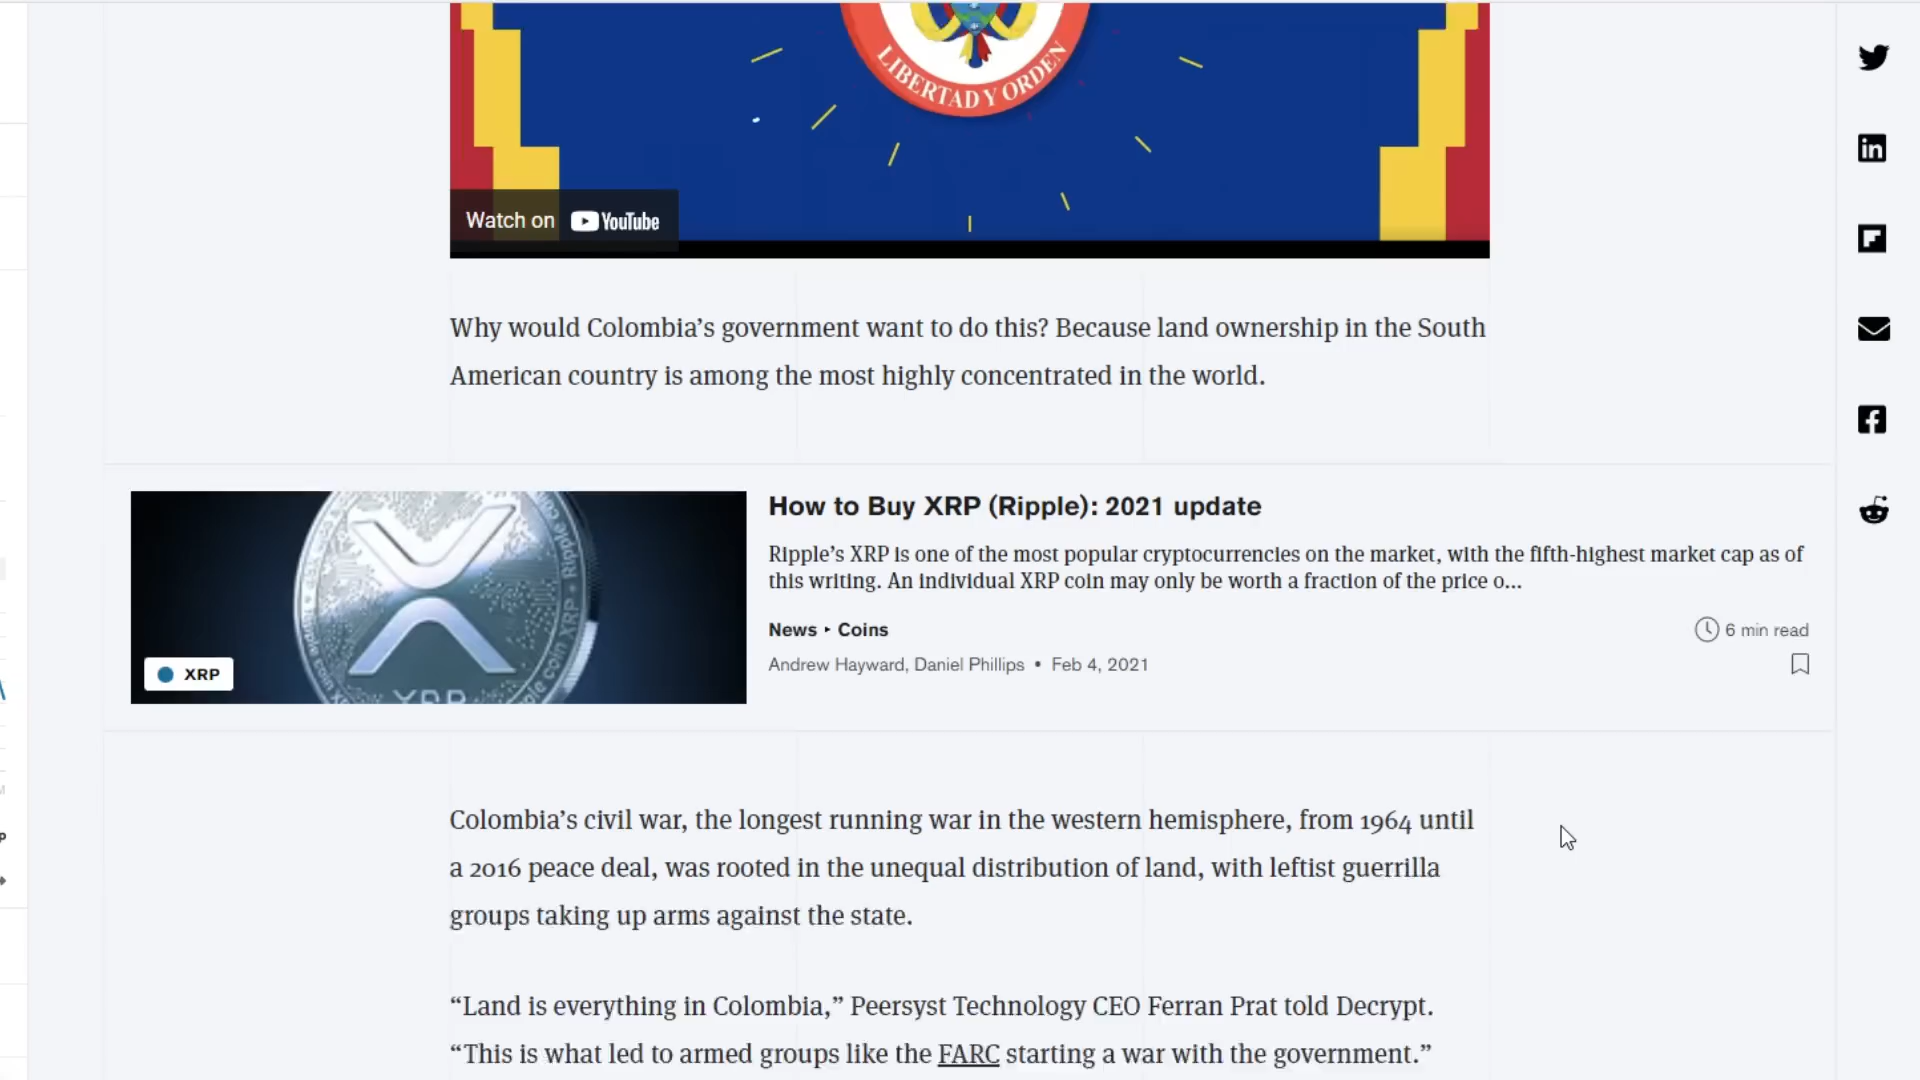 LIBERTAD Y ORDEN
Watch on YouTube
Why would Colombia’s government want to do this? Because land ownership in the South
American country is among the most highly concentrated in the world.
How to Buy XRP (Ripple): 2021 update
Ripple’s XRP is one of the most popular cryptocurrencies on the market, with the fifth-highest market cap as of
this writing. An individual XRP coin may only be worth a fraction of the price o...
News ‣ Coins
6 min read
Andrew Hayward, Daniel Phillips • Feb 4, 2021
XRP
Ripple coin XRP • Ripple coi
XRP
Colombia’s civil war, the longest running war in the western hemisphere, from 1964 until
a 2016 peace deal, was rooted in the unequal distribution of land, with leftist guerrilla
groups taking up arms against the state.
“Land is everything in Colombia,” Peersyst Technology CEO Ferran Prat told Decrypt.
“This is what led to armed groups like the FARC starting a war with the government.”